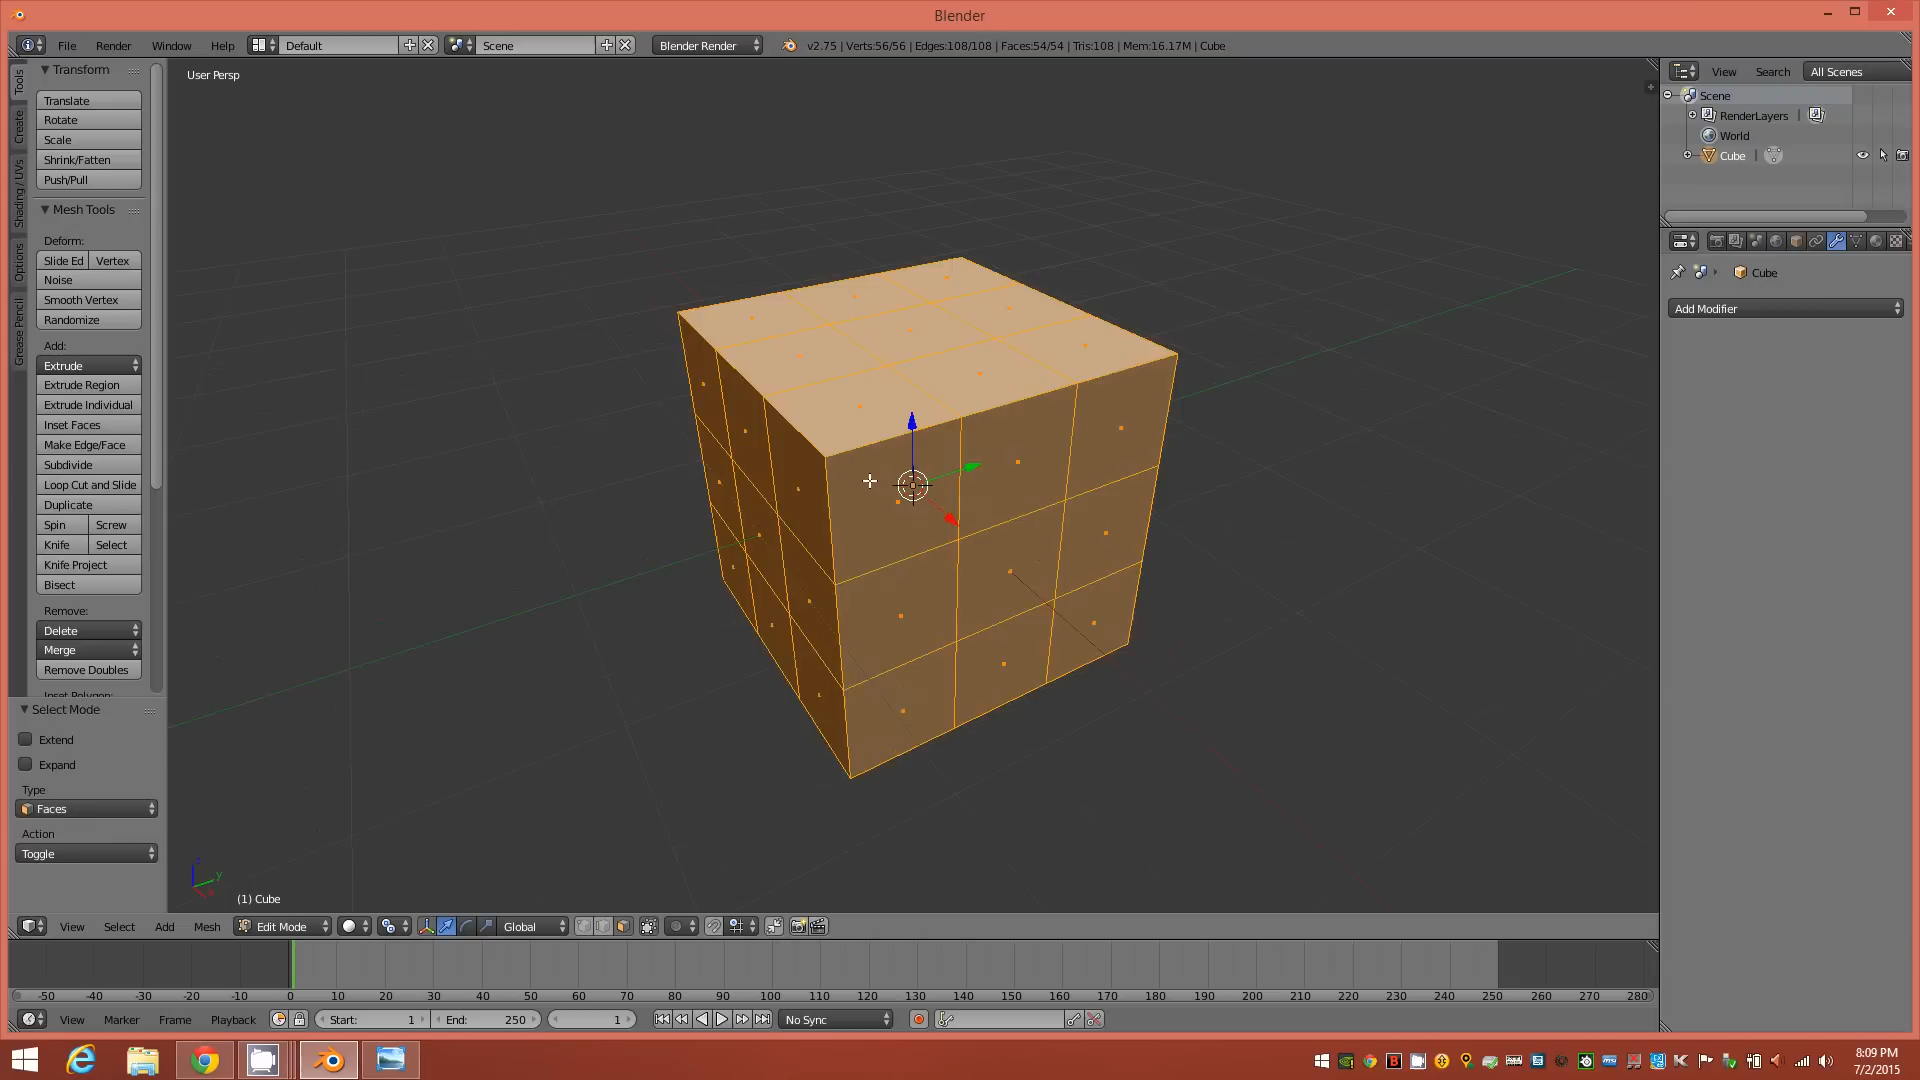 Blender
File Render Window Help Default Scene Blender Render v2.75 | Verts:56/56 | Edges:108/108 | Faces:54/54 | Tris:108 | Mem:16.17M | Cube
Tools
Create
Shading / UVs
Options
Grease Pencil
Transform
Translate
Rotate
Scale
Shrink/Fatten
Push/Pull
Mesh Tools
Deform:
Slide Ed Vertex
Noise
Smooth Vertex
Randomize
Add:
Extrude
Extrude Region
Extrude Individual
Inset Faces
Make Edge/Face
Subdivide
Loop Cut and Slide
Duplicate
Spin Screw
Knife Select
Knife Project
Bisect
Remove:
Delete
Merge
Remove Doubles
Inset Polygon:
Select Mode
Extend
Expand
Type
Faces
Action
Toggle
User Persp
z
y
(1) Cube
View Search All Scenes
Scene
RenderLayers
World
Cube
Cube
Add Modifier
View Select Add Mesh Edit Mode Global
-50 -40 -30 -20 -10 0 10 20 30 40 50 60 70 80 90 100 110 120 130 140 150 160 170 180 190 200 210 220 230 240 250 260 270 280
View Marker Frame Playback Start: 1 End: 250 1 No Sync
8:09 PM
7/2/2015